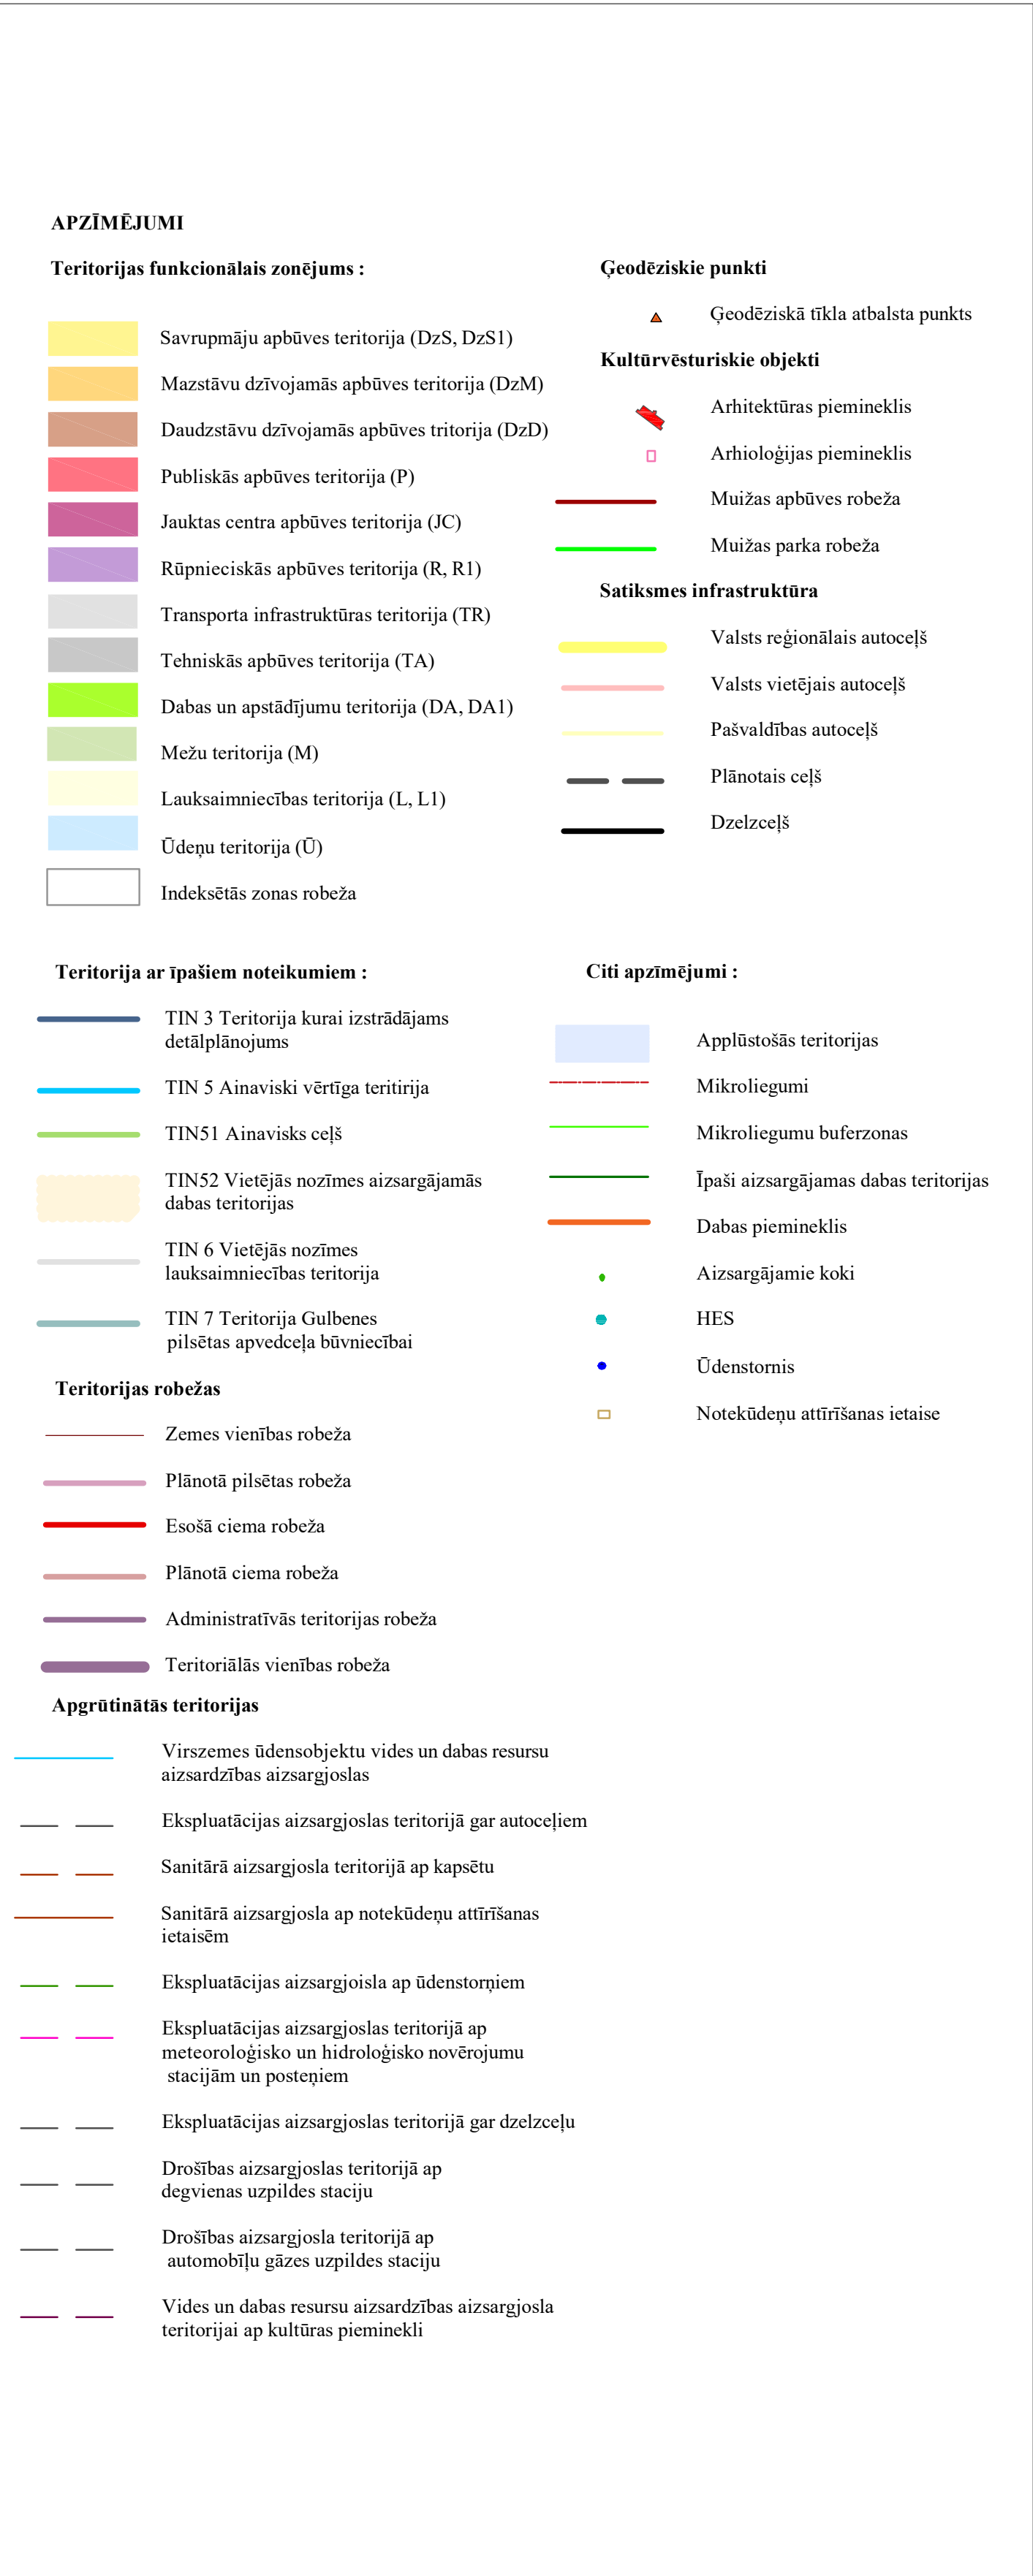 APZĪMĒJUMI
Teritorijas funkcionālais zonējums :
Savrupmāju apbūves teritorija (DzS, DzS1)
Mazstāvu dzīvojamās apbūves teritorija (DzM)
Daudzstāvu dzīvojamās apbūves tritorija (DzD)
Publiskās apbūves teritorija (P)
Jauktas centra apbūves teritorija (JC)
Rūpnieciskās apbūves teritorija (R, R1)
Transporta infrastruktūras teritorija (TR)
Tehniskās apbūves teritorija (TA)
Dabas un apstādījumu teritorija (DA, DA1)
Mežu teritorija (M)
Lauksaimniecības teritorija (L, L1)
Ūdeņu teritorija (Ū)
Indeksētās zonas robeža
Ģeodēziskie punkti
Ģeodēziskā tīkla atbalsta punkts
Kultūrvēsturiskie objekti
Arhitektūras piemineklis
Arhioloģijas piemineklis
Muižas apbūves robeža
Muižas parka robeža
Satiksmes infrastruktūra
Valsts reģionālais autoceļš
Valsts vietējais autoceļš
Pašvaldības autoceļš
Plānotais ceļš
Dzelzceļš
Teritorija ar īpašiem noteikumiem :
TIN 3 Teritorija kurai izstrādājams
detālplānojums
TIN 5 Ainaviski vērtīga teritirija
TIN51 Ainavisks ceļš
TIN52 Vietējās nozīmes aizsargājamās
dabas teritorijas
TIN 6 Vietējās nozīmes
lauksaimniecības teritorija
TIN 7 Teritorija Gulbenes
pilsētas apvedceļa būvniecībai
Teritorijas robežas
Zemes vienības robeža
Plānotā pilsētas robeža
Esošā ciema robeža
Plānotā ciema robeža
Administratīvās teritorijas robeža
Teritoriālās vienības robeža
Citi apzīmējumi :
Applūstošās teritorijas
Mikroliegumi
Mikroliegumu buferzonas
Īpaši aizsargājamas dabas teritorijas
Dabas piemineklis
Aizsargājamie koki
HES
Ūdenstornis
Notekūdeņu attīrīšanas ietaise
Apgrūtinātās teritorijas
Virszemes ūdensobjektu vides un dabas resursu
aizsardzības aizsargjoslas
Ekspluatācijas aizsargjoslas teritorijā gar autoceļiem
Sanitārā aizsargjosla teritorijā ap kapsētu
Sanitārā aizsargjosla ap notekūdeņu attīrīšanas
ietaisēm
Ekspluatācijas aizsargjoisla ap ūdenstorņiem
Ekspluatācijas aizsargjoslas teritorijā ap
meteoroloģisko un hidroloģisko novērojumu
stacijām un posteņiem
Ekspluatācijas aizsargjoslas teritorijā gar dzelzceļu
Drošības aizsargjoslas teritorijā ap
degvienas uzpildes staciju
Drošības aizsargjosla teritorijā ap
automobīļu gāzes uzpildes staciju
Vides un dabas resursu aizsardzības aizsargjosla
teritorijai ap kultūras pieminekli